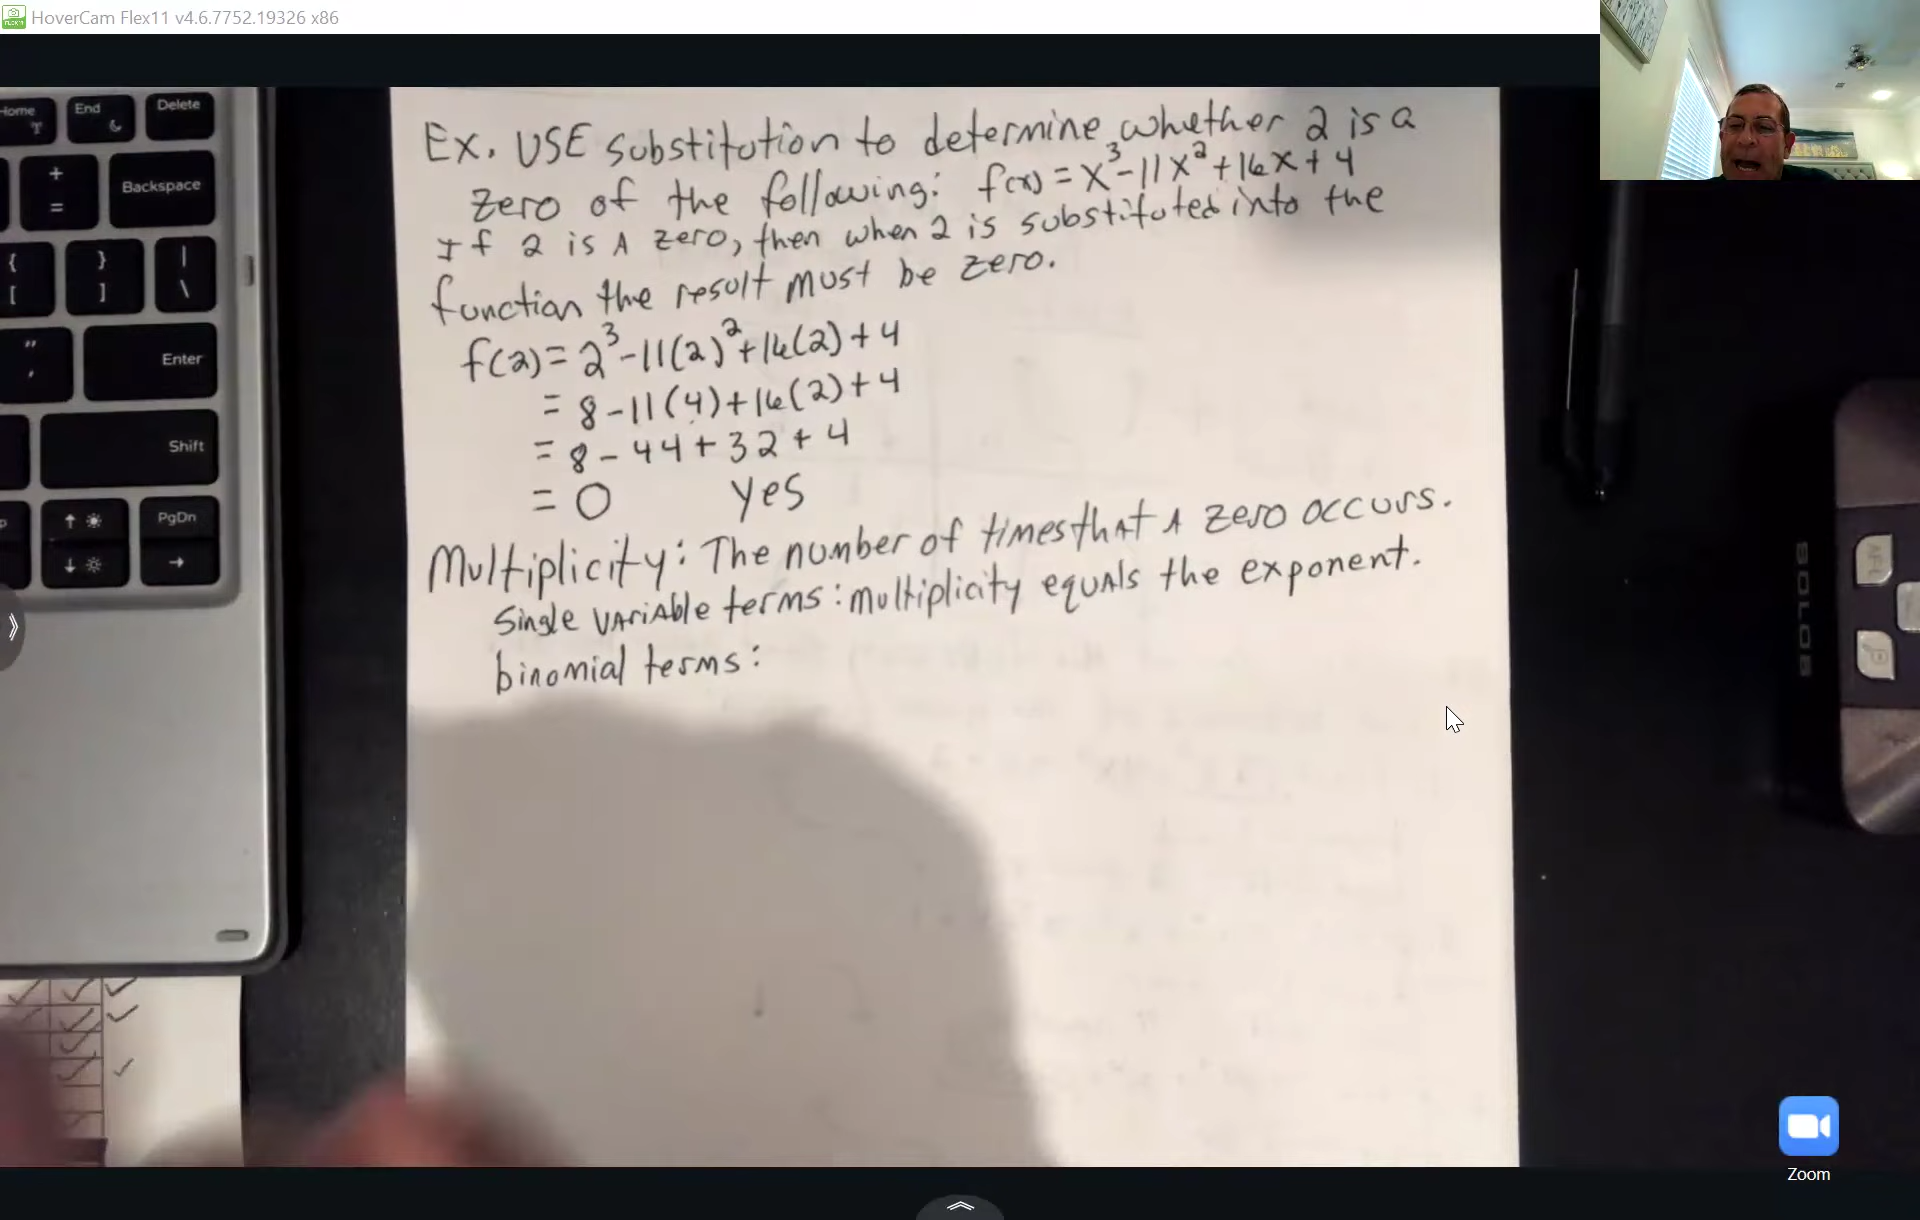 HoverCam Flex11 v4.6.7752.19326 x86
Home End Delete
+ = Backspace
{ [ } ] | \
" , Enter
Shift
PgDn
Ex. USE substitution to determine whether 2 is a
zero of the following: f(x) = x³-11x²+16x+4
If 2 is A zero, then when 2 is substituted into the
function the result must be zero.
f(2) = 2³-11(2)²+16(2)+4
= 8-11(4)+16(2)+4
= 8-44+32+4
= 0 yes
Multiplicity: The number of times that A zero occurs.
single variable terms: multiplicity equals the exponent.
binomial terms:
SOLO8
Zoom